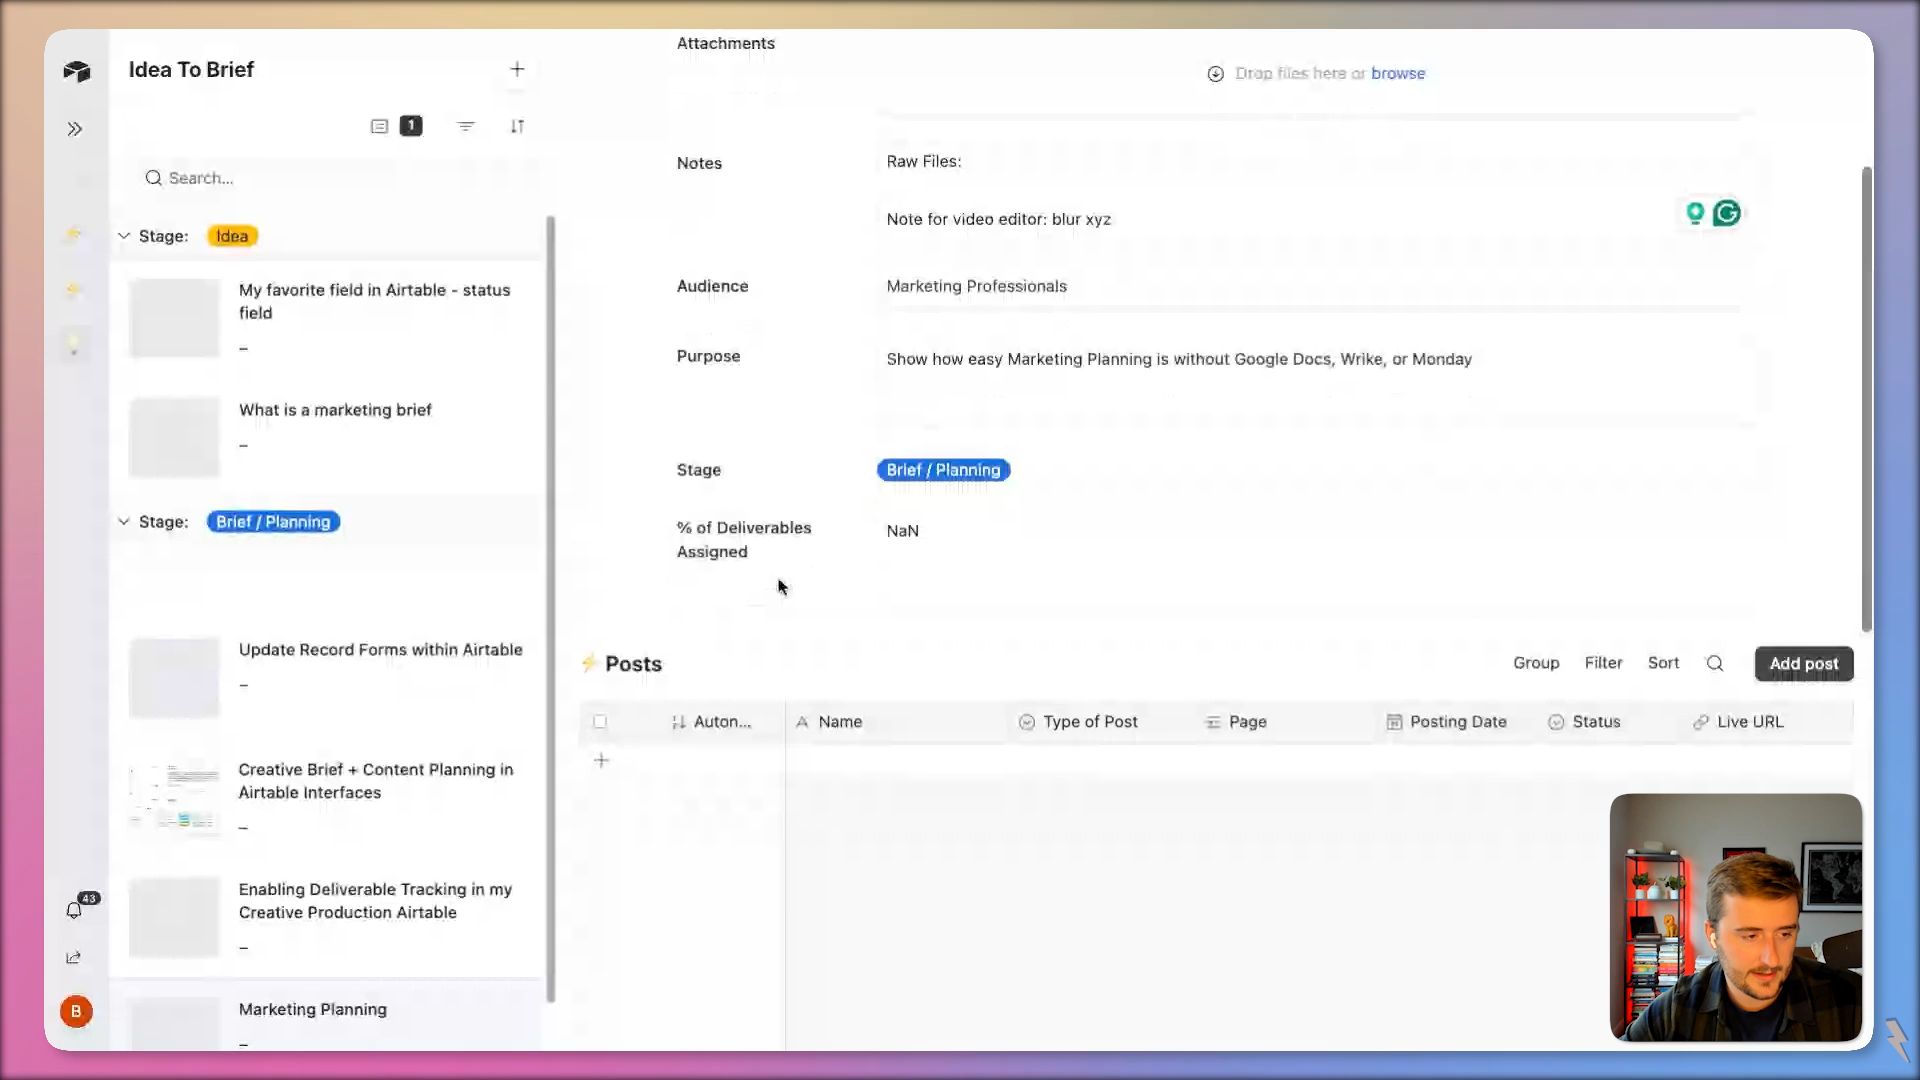 Idea To Brief
1
Search...
Stage: Idea
My favorite field in Airtable - status
field
–
What is a marketing brief
–
Stage: Brief / Planning
Update Record Forms within Airtable
–
Creative Brief + Content Planning in
Airtable Interfaces
–
Enabling Deliverable Tracking in my
Creative Production Airtable
–
Marketing Planning
–
43
B
Attachments
Drop files here or browse
Notes
Raw Files:
Note for video editor: blur xyz
Audience
Marketing Professionals
Purpose
Show how easy Marketing Planning is without Google Docs, Wrike, or Monday
Stage
Brief / Planning
% of Deliverables
Assigned
NaN
Posts
Group Filter Sort Add post
Auton... Name Type of Post Page Posting Date Status Live URL